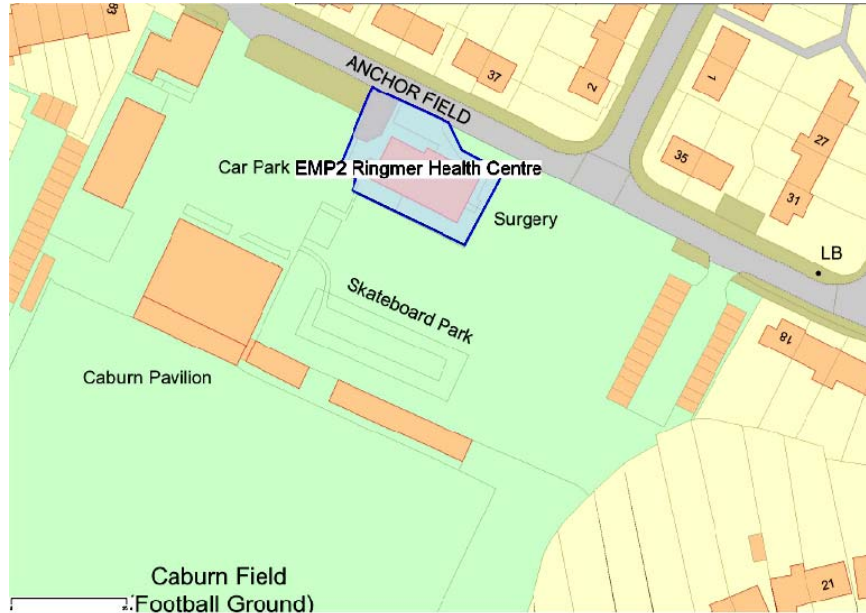 83
ANCHOR FIELD
37
2
1
27
35
31
Car Park
EMP2 Ringmer Health Centre
Surgery
LB
Skateboard Park
18
Caburn Pavilion
Caburn Field
(Football Ground)
21